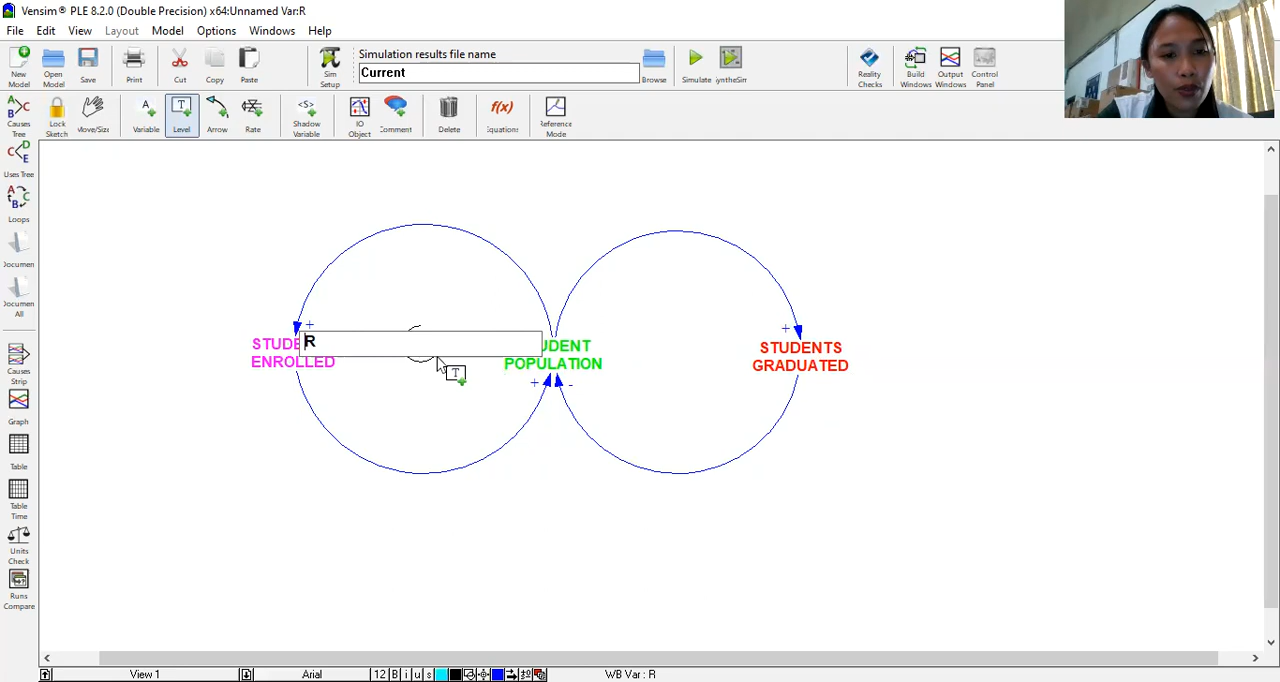 Vensim PLE 8.2.0 (Double Precision) x64:Unnamed Var:R
File Edit View Layout Model Options Windows Help
New Model
Open Model
Save
Print
Cut
Copy
Paste
Sim Setup
Simulation results file name
Current
Browse
Simulate
SyntheSim
Reality Checks
Build Windows
Output Windows
Control Panel
Causes Tree
Lock Sketch
Move/Size
Variable
Level
Arrow
Rate
Shadow Variable
IO Object
Comment
Delete
f(x)
Equations
Reference Mode
Uses Tree
Loops
Documen
Documen All
Causes Strip
Graph
Table
Table Time
Units Check
Runs Compare
+
STUDE
ENROLLED
R
T
UDENT
POPULATION
+ -
+
STUDENTS
GRADUATED
View 1
Arial
12 B i u s
WB Var : R